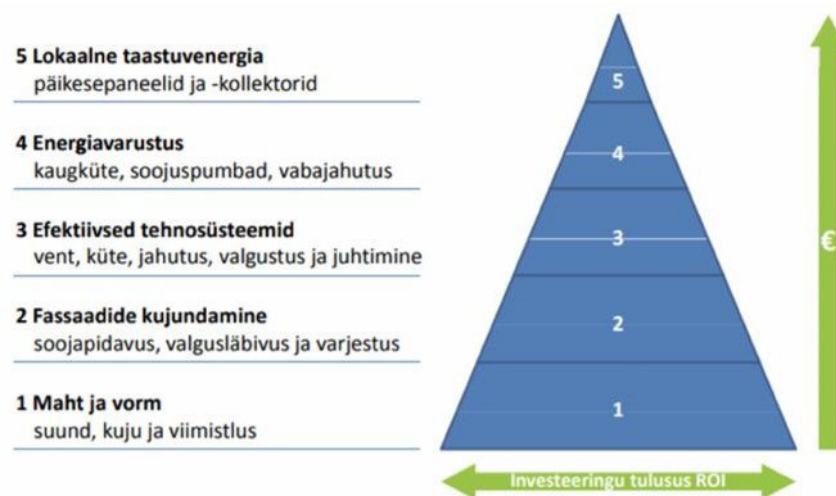 5 Lokaalne taastuvenergia
päikesepaneelid ja -kollektorid
4 Energiavarustus
kaugküte, soojuspumbad, vabajahutus
3 Efektiivsed tehnosüsteemid
vent, küte, jahutus, valgustus ja juhtimine
2 Fassaadide kujundamine
soojapidavus, valgusläbivus ja varjestus
1 Maht ja vorm
suund, kuju ja viimistlus
5
4
3
2
1
€
Investeeringu tulusus ROI